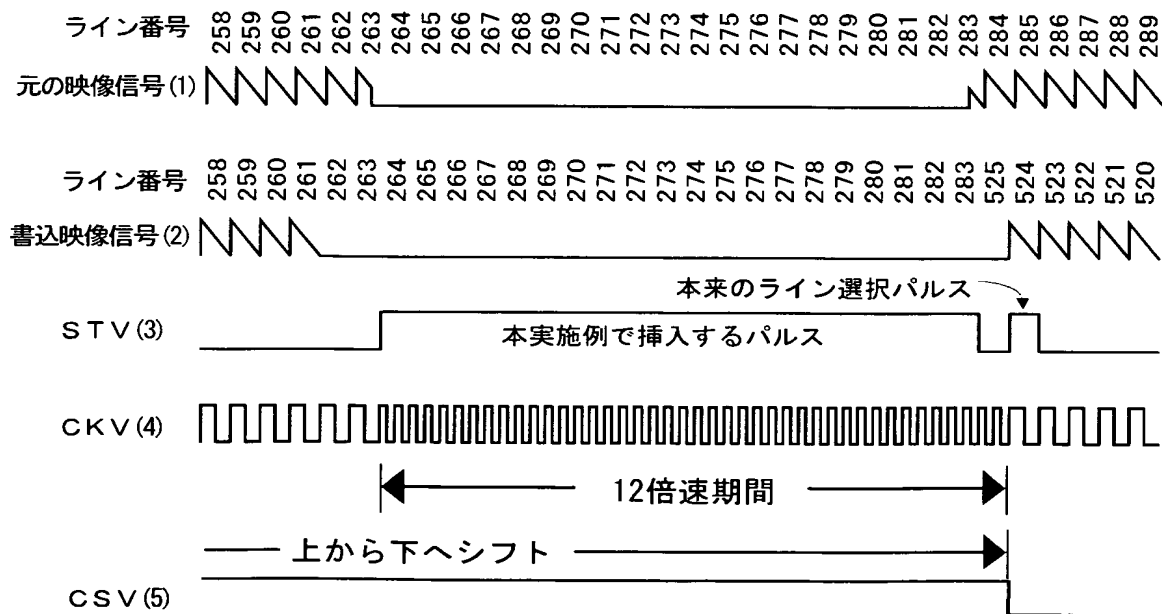 ライン番号 258 259 260 261 262 263 264 265 266 267 268 269 270 271 272 273 274 275 276 277 278 279 280 281 282 283 284 285 286 287 288 289
元の映像信号(1)
ライン番号 258 259 260 261 262 263 264 265 266 267 268 269 270 271 272 273 274 275 276 277 278 279 280 281 282 283 525 524 523 522 521 520
書込映像信号(2)
本来のライン選択パルス
STV(3) 本実施例で挿入するパルス
CKV(4)
12倍速期間
上から下へシフト
CSV(5)